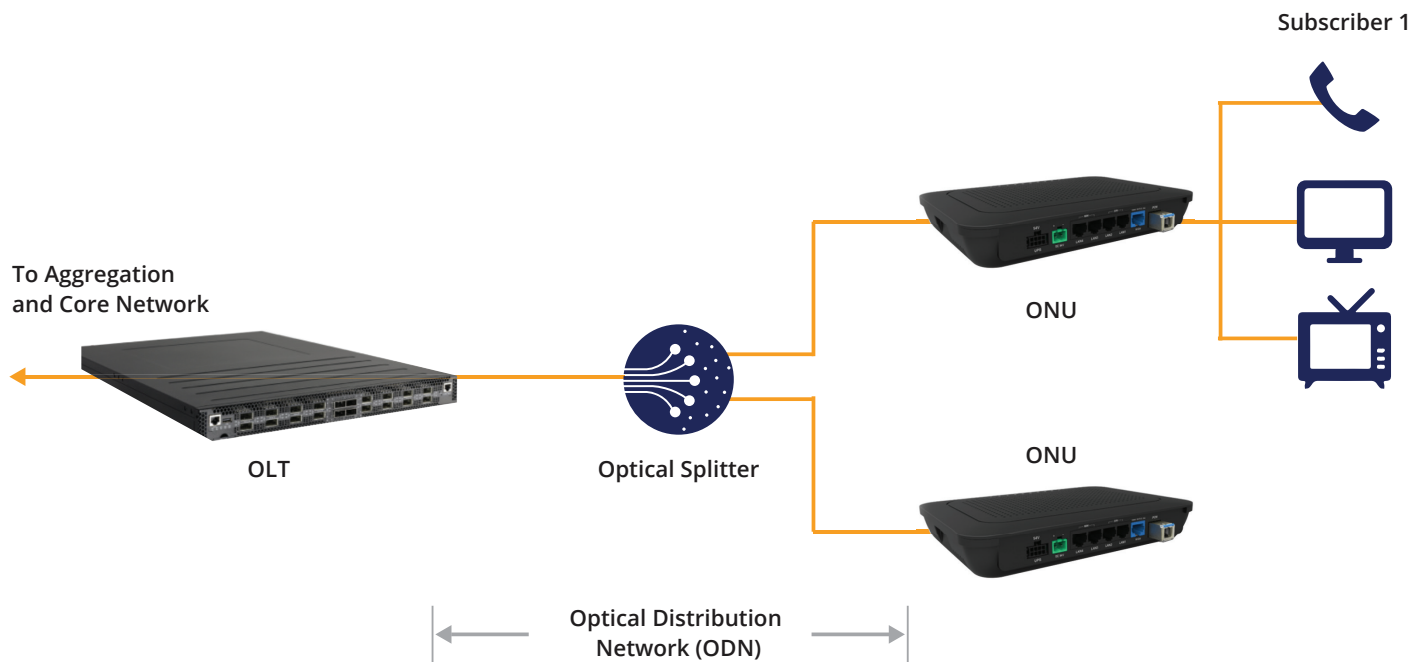 Subscriber 1
To Aggregation
and Core Network
ONU
OLT
Optical Splitter
ONU
Optical Distribution
Network (ODN)